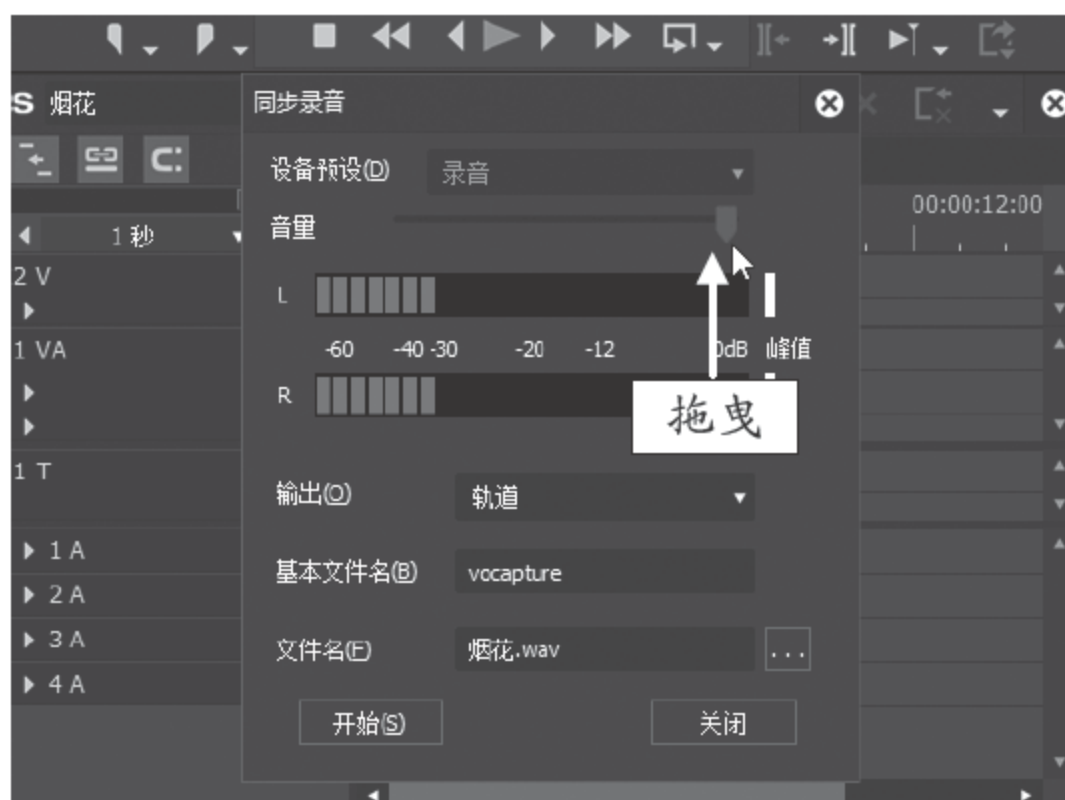 S 烟花
同步录音
设备预设(D) 录音
00:00:12:00
1 秒
音量
2 V
L
1 VA
-60 -40 -30 -20 -12 0dB 峰值
R
拖曳
1 T
输出(O) 轨道
1 A
基本文件名(B) vocapture
2 A
3 A
文件名(F) 烟花.wav ...
4 A
开始(S) 关闭